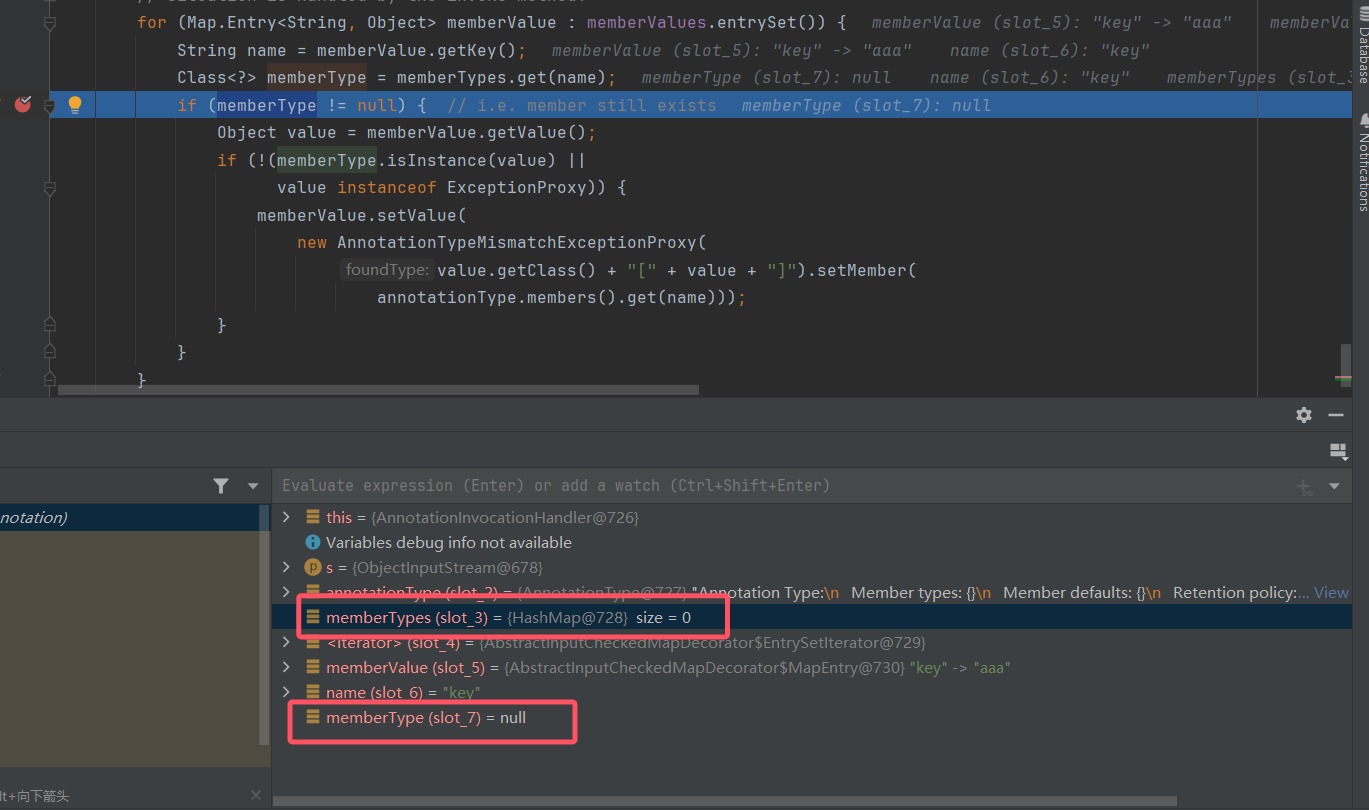 for (Map.Entry<String, Object> memberValue : memberValues.entrySet()) {  memberValue (slot_5): "key" -> "aaa"    memberVa
String name = memberValue.getKey();  memberValue (slot_5): "key" -> "aaa"    name (slot_6): "key"
Class<?> memberType = memberTypes.get(name);  memberType (slot_7): null    name (slot_6): "key"    memberTypes (slot_3
if (memberType != null) {  // i.e. member still exists  memberType (slot_7): null
Object value = memberValue.getValue();
if (!(memberType.isInstance(value) ||
value instanceof ExceptionProxy)) {
memberValue.setValue(
new AnnotationTypeMismatchExceptionProxy(
foundType: value.getClass() + "[" + value + "]").setMember(
annotationType.members().get(name)));
}
}
}
Database
Notifications
Evaluate expression (Enter) or add a watch (Ctrl+Shift+Enter)
notation)
this = {AnnotationInvocationHandler@726}
Variables debug info not available
p s = {ObjectInputStream@678}
annotationType (slot_2) = {AnnotationType@727} "Annotation Type:\n   Member types: {}\n   Member defaults: {}\n   Retention policy:... View
memberTypes (slot_3) = {HashMap@728}  size = 0
<Iterator> (slot_4) = {AbstractInputCheckedMapDecorator$EntrySetIterator@729}
memberValue (slot_5) = {AbstractInputCheckedMapDecorator$MapEntry@730} "key" -> "aaa"
name (slot_6) = "key"
memberType (slot_7) = null
lt+向下箭头